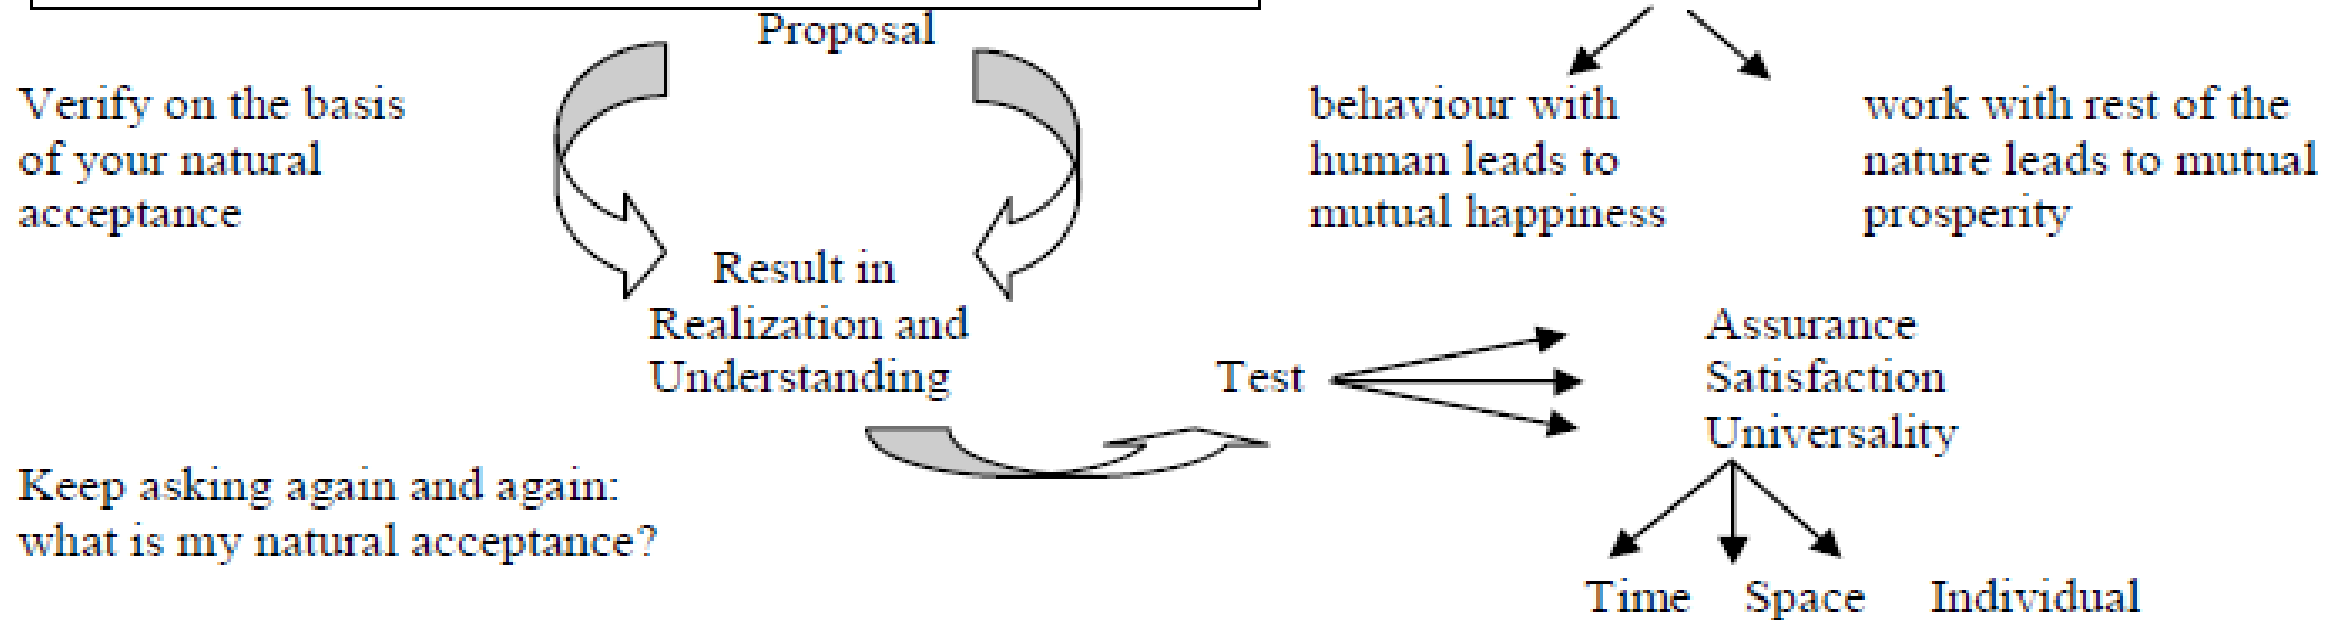 Proposal
Verify on the basis
of your natural
acceptance
behaviour with
human leads to
mutual happiness
work with rest of the
nature leads to mutual
prosperity
Result in
Realization and
Understanding
Test
Assurance
Satisfaction
Universality
Keep asking again and again:
what is my natural acceptance?
Time Space Individual